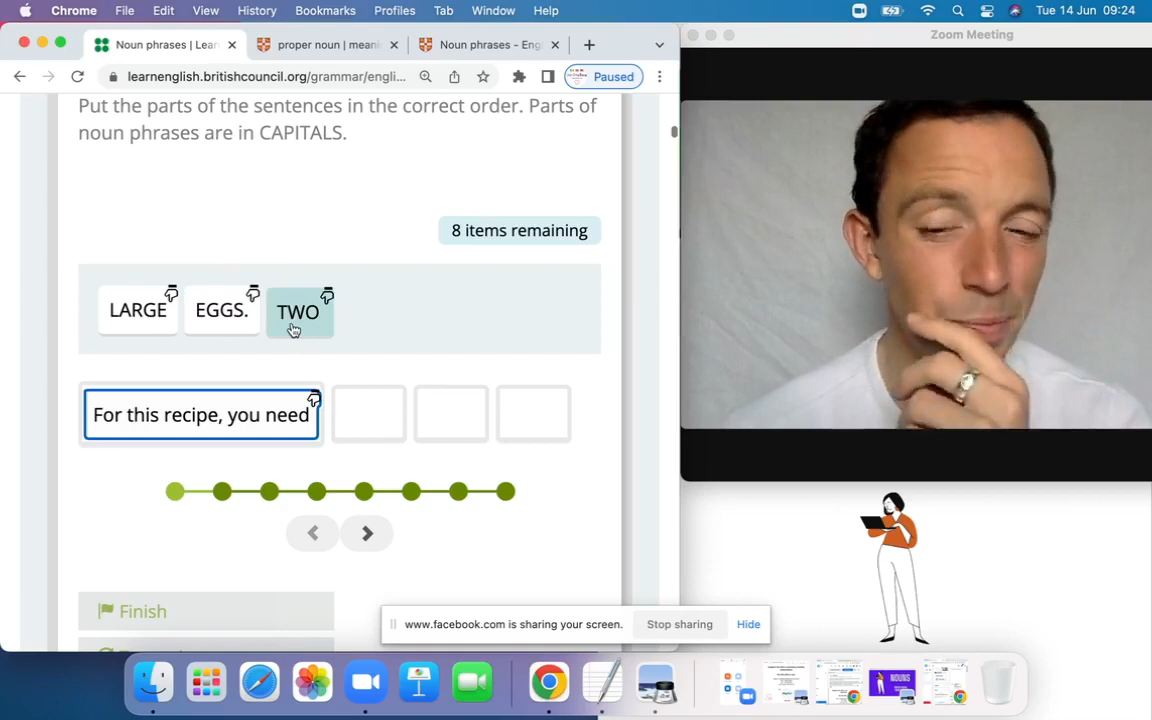 Chrome File Edit View History Bookmarks Profiles Tab Window Help Tue 14 Jun 09:24
Noun phrases | Lear
proper noun | meani
Noun phrases - Eng
Zoom Meeting
learnenglish.britishcouncil.org/grammar/engli...
Paused
Put the parts of the sentences in the correct order. Parts of
noun phrases are in CAPITALS.
8 items remaining
LARGE EGGS. TWO
For this recipe, you need
Finish
www.facebook.com is sharing your screen. Stop sharing Hide
NOUNS